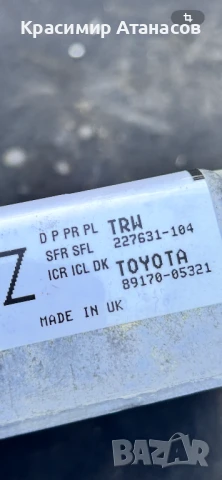 Красимир Атанасов
Z
D P PR PL TRW
SFR SFL 227631-104
ICR ICL DK TOYOTA
89170-05321
MADE IN UK
BAZAR